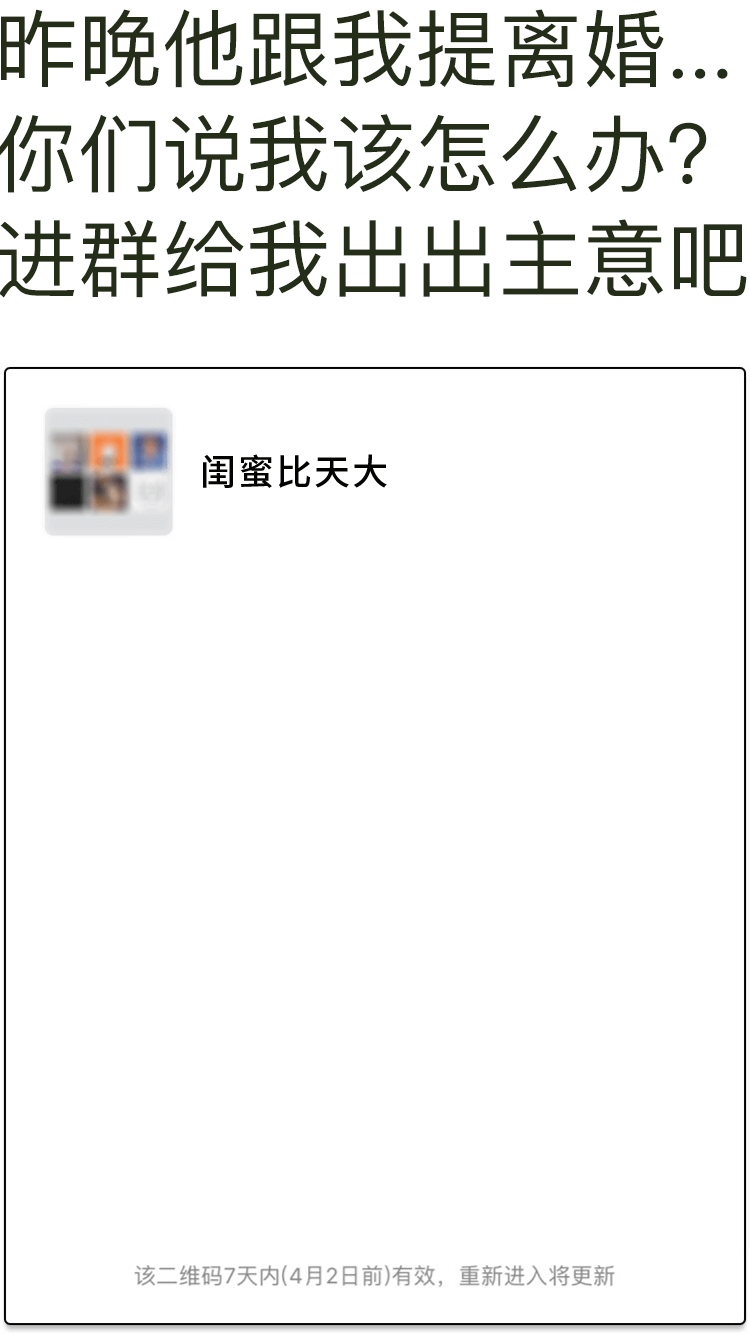 昨晚他跟我提离婚...
你们说我该怎么办?
进群给我出出主意吧
闺蜜比天大
该二维码7天内(4月2日前)有效，重新进入将更新